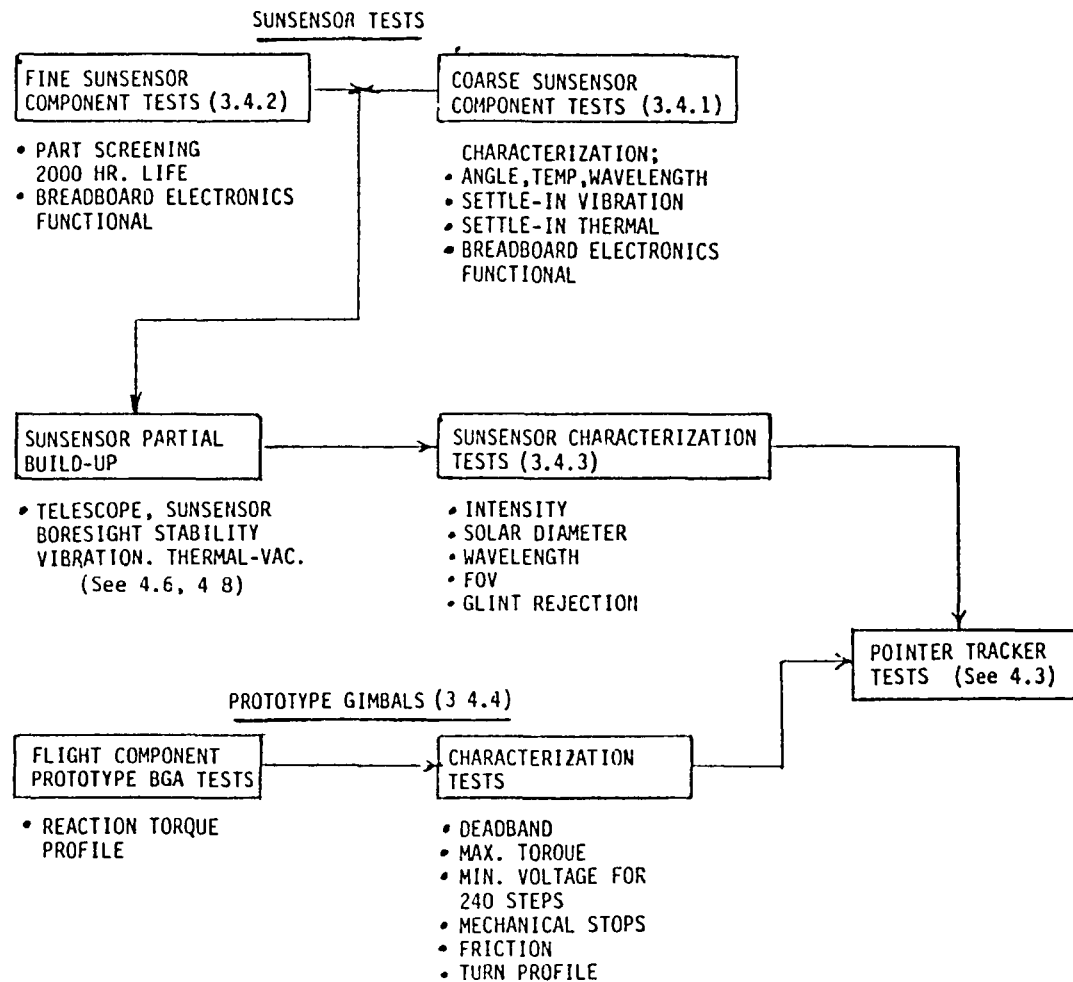 SUNSENSOR TESTS
FINE SUNSENSOR
COMPONENT TESTS (3.4.2)
• PART SCREENING
2000 HR. LIFE
• BREADBOARD ELECTRONICS
FUNCTIONAL
COARSE SUNSENSOR
COMPONENT TESTS (3.4.1)
CHARACTERIZATION;
• ANGLE,TEMP,WAVELENGTH
• SETTLE-IN VIBRATION
• SETTLE-IN THERMAL
• BREADBOARD ELECTRONICS
FUNCTIONAL
SUNSENSOR PARTIAL
BUILD-UP
• TELESCOPE, SUNSENSOR
BORESIGHT STABILITY
VIBRATION. THERMAL-VAC.
(See 4.6, 4 8)
SUNSENSOR CHARACTERIZATION
TESTS (3.4.3)
• INTENSITY
• SOLAR DIAMETER
• WAVELENGTH
• FOV
• GLINT REJECTION
POINTER TRACKER
TESTS (See 4.3)
PROTOTYPE GIMBALS (3 4.4)
FLIGHT COMPONENT
PROTOTYPE BGA TESTS
• REACTION TORQUE
PROFILE
CHARACTERIZATION
TESTS
• DEADBAND
• MAX. TOROUE
• MIN. VOLTAGE FOR
240 STEPS
• MECHANICAL STOPS
• FRICTION
• TURN PROFILE